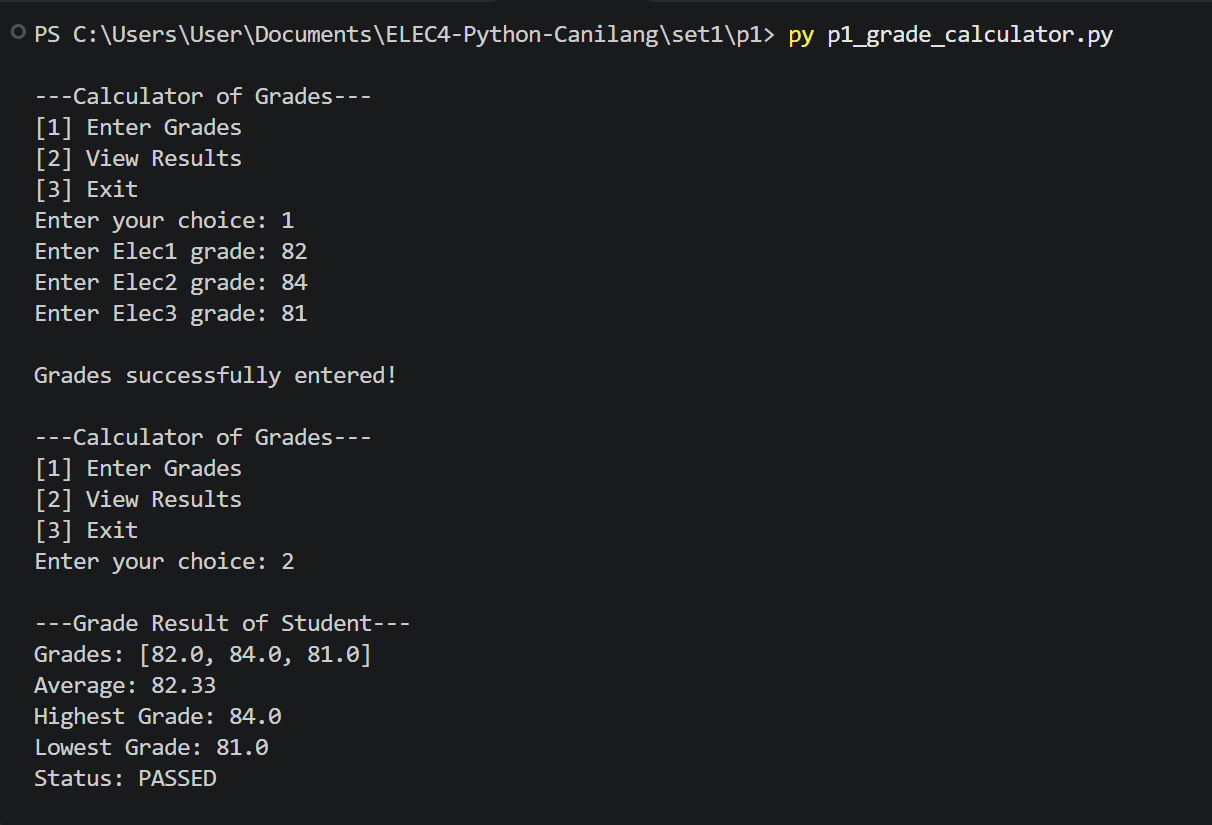 PS C:\Users\User\Documents\ELEC4-Python-Canilang\set1\p1> py p1_grade_calculator.py
---Calculator of Grades---
[1] Enter Grades
[2] View Results
[3] Exit
Enter your choice: 1
Enter Elec1 grade: 82
Enter Elec2 grade: 84
Enter Elec3 grade: 81
Grades successfully entered!
---Calculator of Grades---
[1] Enter Grades
[2] View Results
[3] Exit
Enter your choice: 2
---Grade Result of Student---
Grades: [82.0, 84.0, 81.0]
Average: 82.33
Highest Grade: 84.0
Lowest Grade: 81.0
Status: PASSED